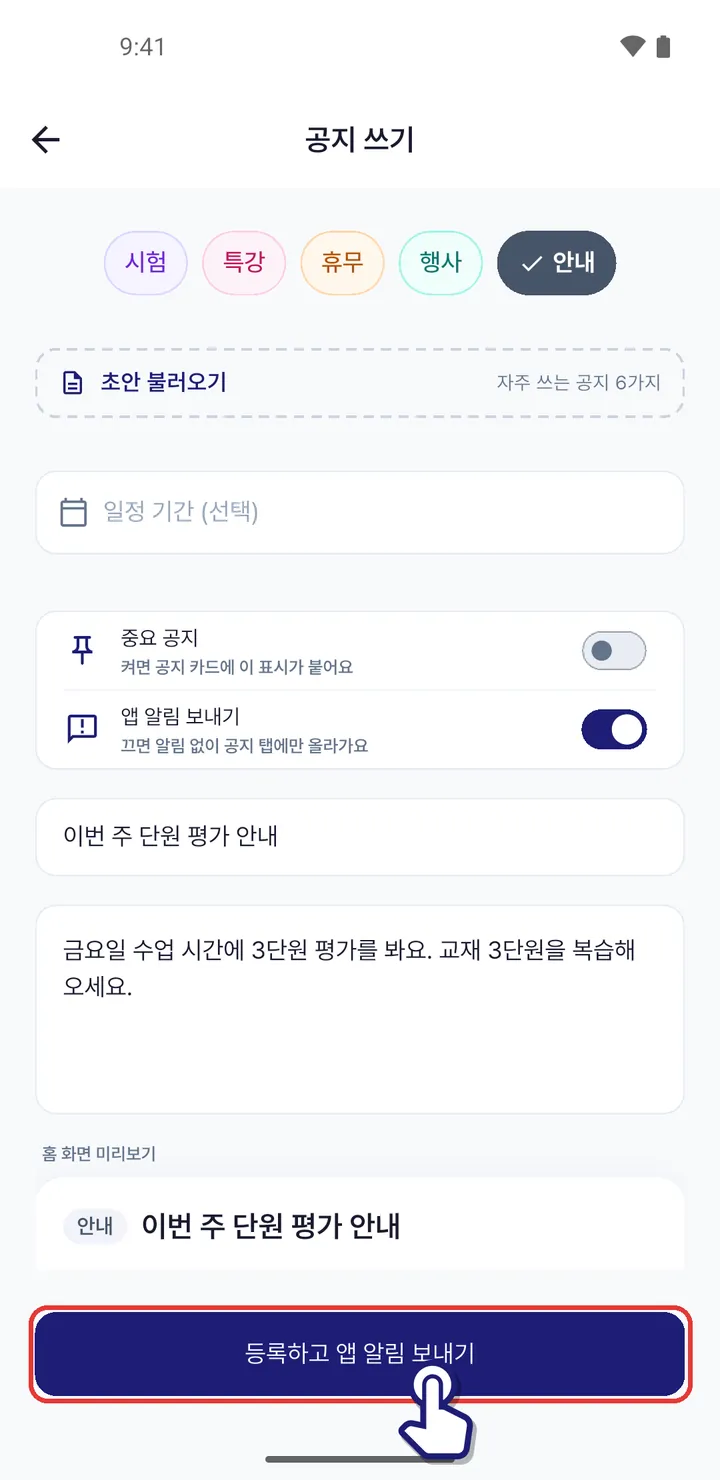 9:41
공지 쓰기
시험 특강 휴무 행사 안내
초안 불러오기 자주 쓰는 공지 6가지
일정 기간 (선택)
중요 공지
켜면 공지 카드에 이 표시가 붙어요
앱 알림 보내기
끄면 알림 없이 공지 탭에만 올라가요
이번 주 단원 평가 안내
금요일 수업 시간에 3단원 평가를 봐요. 교재 3단원을 복습해
오세요.
홈 화면 미리보기
안내 이번 주 단원 평가 안내
등록하고 앱 알림 보내기